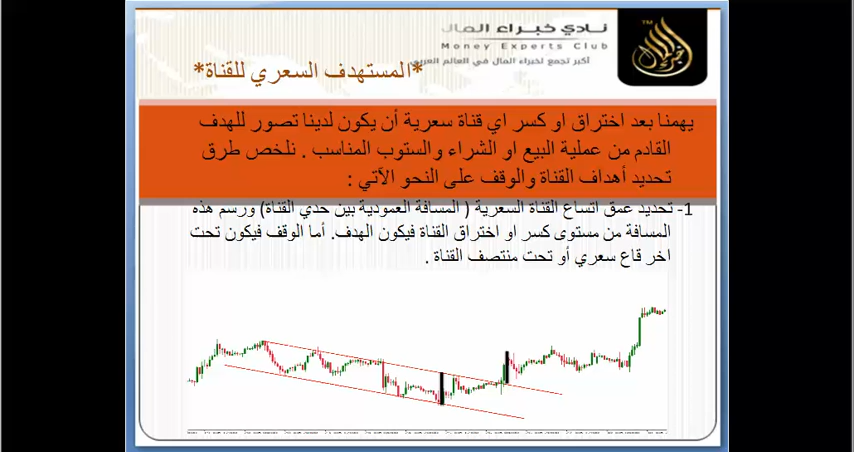 نادي خبراء المال
Money Experts Club
أكبر تجمع لخبراء المال في العالم العربي
TM
خبراء المال
*المستهدف السعري للقناة*
يهمنا بعد اختراق او كسر اي قناة سعرية أن يكون لدينا تصور للهدف
القادم من عملية البيع او الشراء والستوب المناسب . نلخص طرق
تحديد أهداف القناة والوقف على النحو الآتي :
1- تحديد عمق اتساع القناة السعرية ( المسافة العمودية بين حدي القناة) ورسم هذه
المسافة من مستوى كسر او اختراق القناة فيكون الهدف. أما الوقف فيكون تحت
اخر قاع سعري أو تحت منتصف القناة .